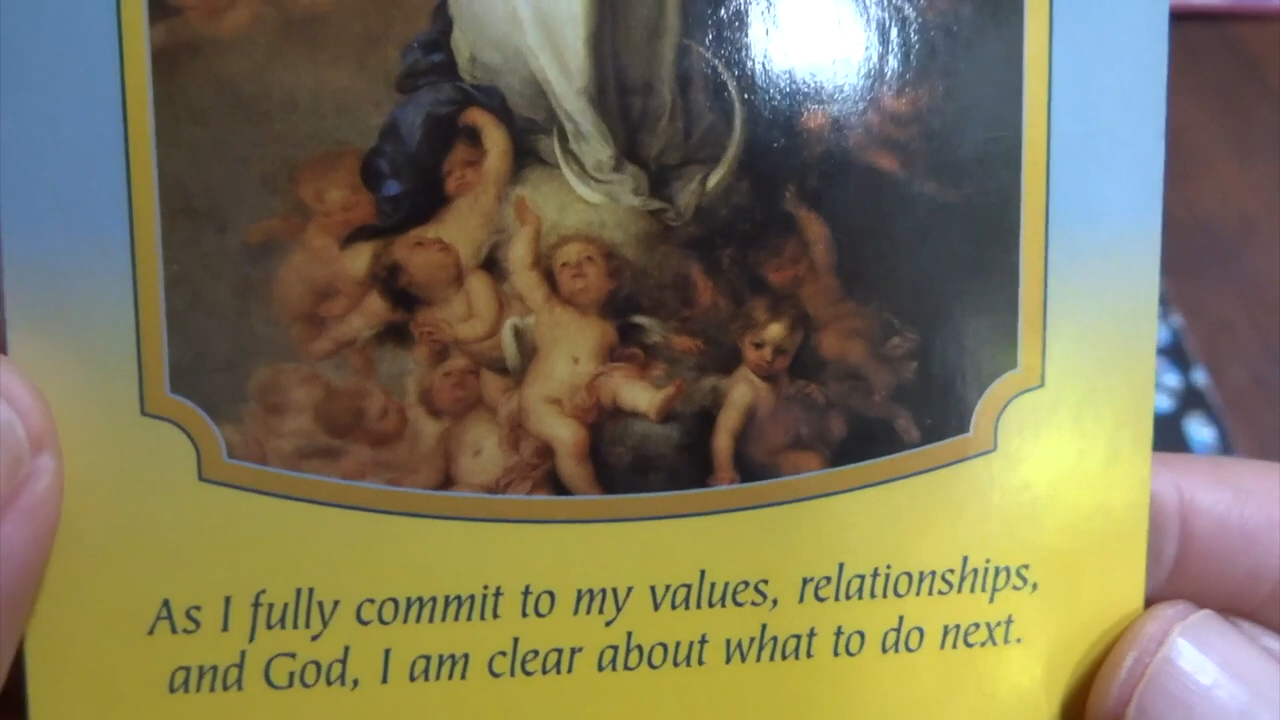 As I fully commit to my values, relationships,
and God, I am clear about what to do next.